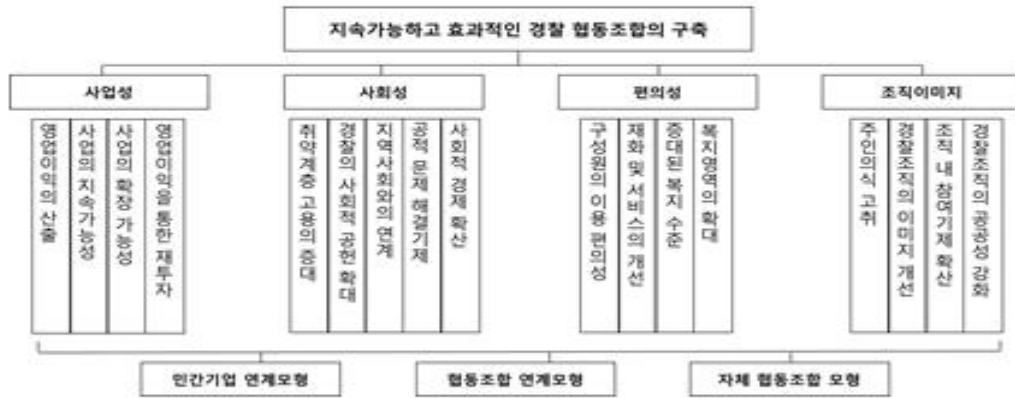 지속가능하고 효과적인 경찰 협동조합의 구축
사업성
사회성
편의성
조직이미지
영업이익의 산출
사업의 지속가능성
사업의 확장 가능성
영업이익을 통한 재투자
취약계층 고용의 증대
경찰의 사회적 공헌 확대
지역사회와의 연계
공적 문제 해결기제
사회적 경제 확산
구성원의 이용 편의성
재화 및 서비스의 개선
증대된 복지 수준
복지영역의 확대
주인의식 고취
경찰조직의 이미지 개선
조직 내 참여기제 확산
경찰조직의 공공성 강화
민간기업 연계모형
협동조합 연계모형
자체 협동조합 모형